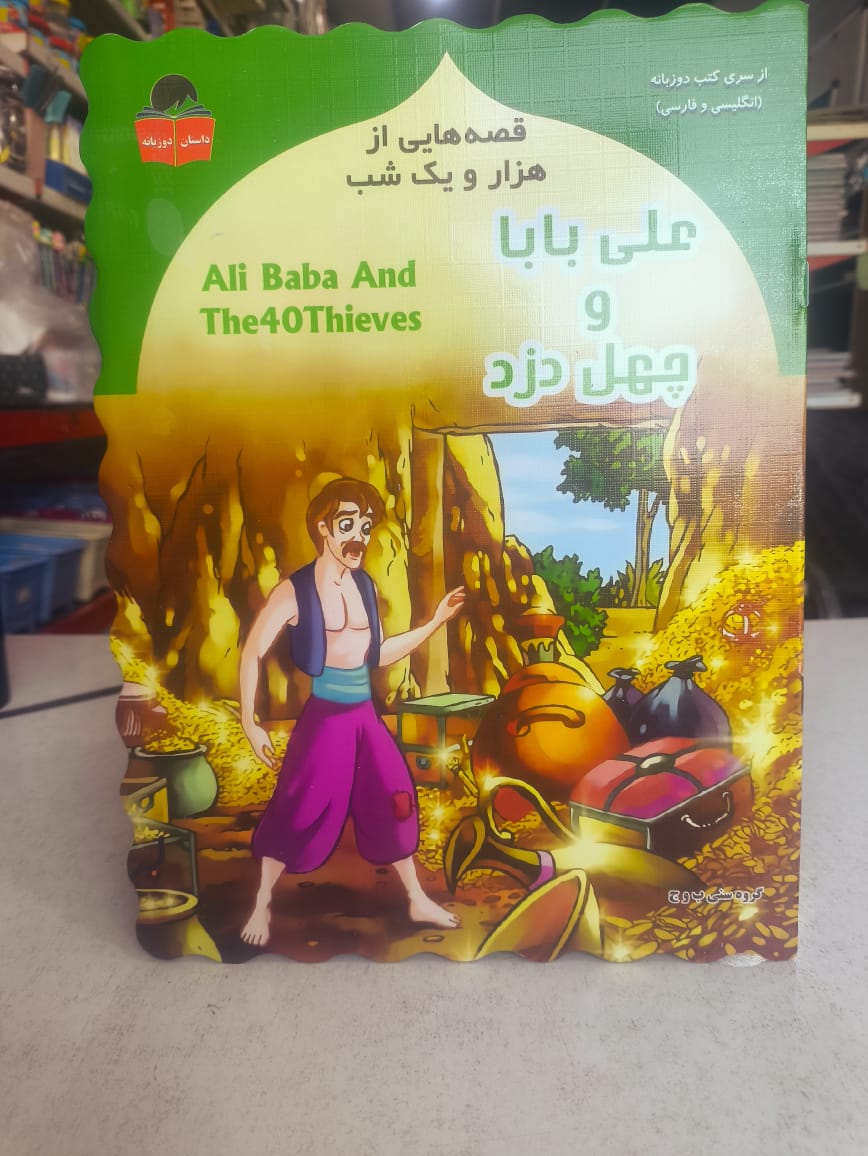 از سری کتب دوزبانه
(انگلیسی و فارسی)
داستان دوزبانه
قصه‌هایی از
هزار و یک شب
علی بابا
و
چهل دزد
Ali Baba And
The40Thieves
گروه سنی ب و ج